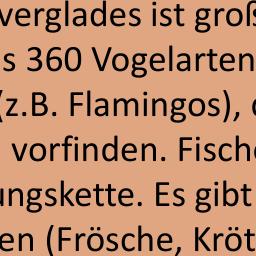 verglades ist groß
s 360 Vogelarten
(z.B. Flamingos),
vorfinden. Fisch
ungskette. Es gibt
en (Frösche, Kröt